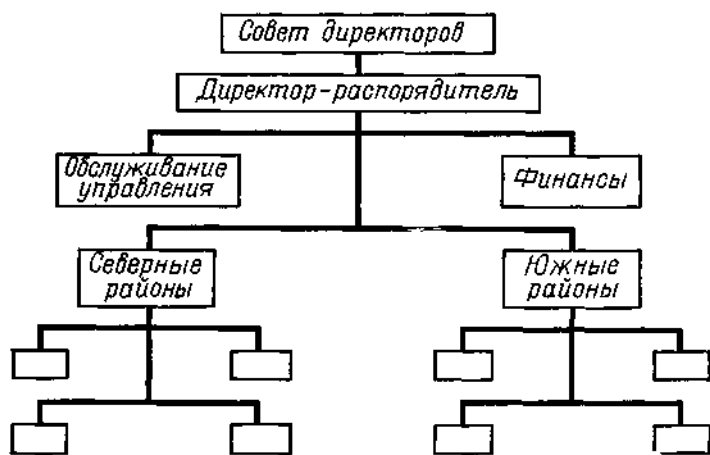 Совет директоров
Директор-распорядитель
Обслуживание
управления
Финансы
Северные
районы
Южные
районы